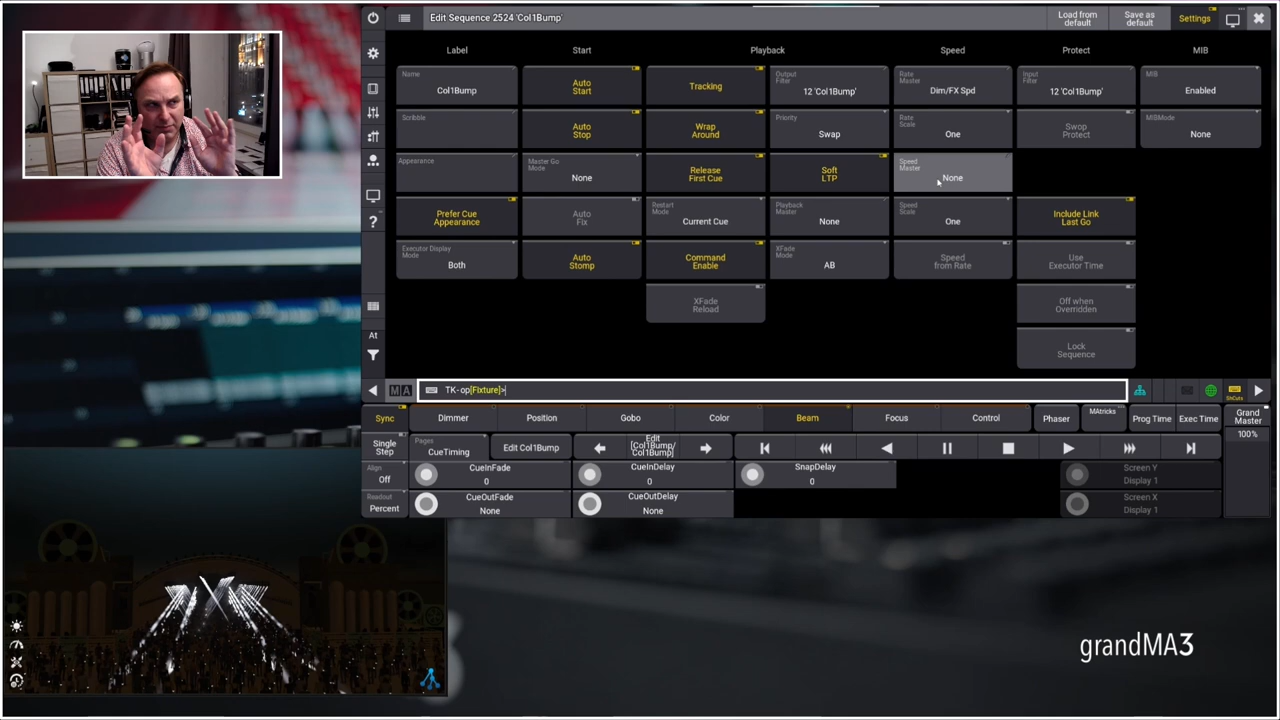 Edit Sequence 2524 'Col1Bump'
Load from default
Save as default
Settings
Label
Start
Playback
Speed
Protect
MIB
Name
Col1Bump
Auto Start
Tracking
Output Filter
12 'Col1Bump'
Rate Master
Dim/FX Spd
Input Filter
12 'Col1Bump'
MIB
Enabled
Scribble
Auto Stop
Wrap Around
Priority
Swap
Rate Scale
One
Swop Protect
MIBMode
None
Appearance
Master Go Mode
None
Release First Cue
Soft LTP
Speed Master
None
Prefer Cue Appearance
Auto Fix
Restart Mode
Current Cue
Playback Master
None
Speed Scale
One
Include Link Last Go
Executor Display Mode
Both
Auto Stomp
Command Enable
XFade Mode
AB
Speed from Rate
Use Executor Time
XFade Reload
Off when Overridden
Lock Sequence
At
MA
TK-op[Fixture]>
ShCuts
Sync
Dimmer
Position
Gobo
Color
Beam
Focus
Control
Phaser
MAtricks
Prog Time
Exec Time
Grand Master
100%
Single Step
Pages
CueTiming
Edit Col1Bump
Edit [Col1Bump/ Col1Bump]
Align
Off
CueInFade
0
CueInDelay
0
SnapDelay
0
Screen Y
Display 1
Readout
Percent
CueOutFade
None
CueOutDelay
None
Screen X
Display 1
grandMA3